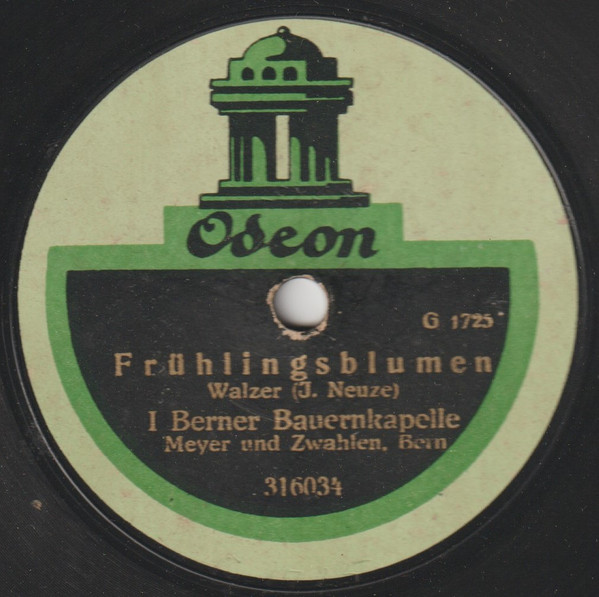 Odeon
G 1725
Frühlingsblumen
Walzer (J. Neuze)
I Berner Bauernkapelle
Meyer und Zwahlen, Bern
316034